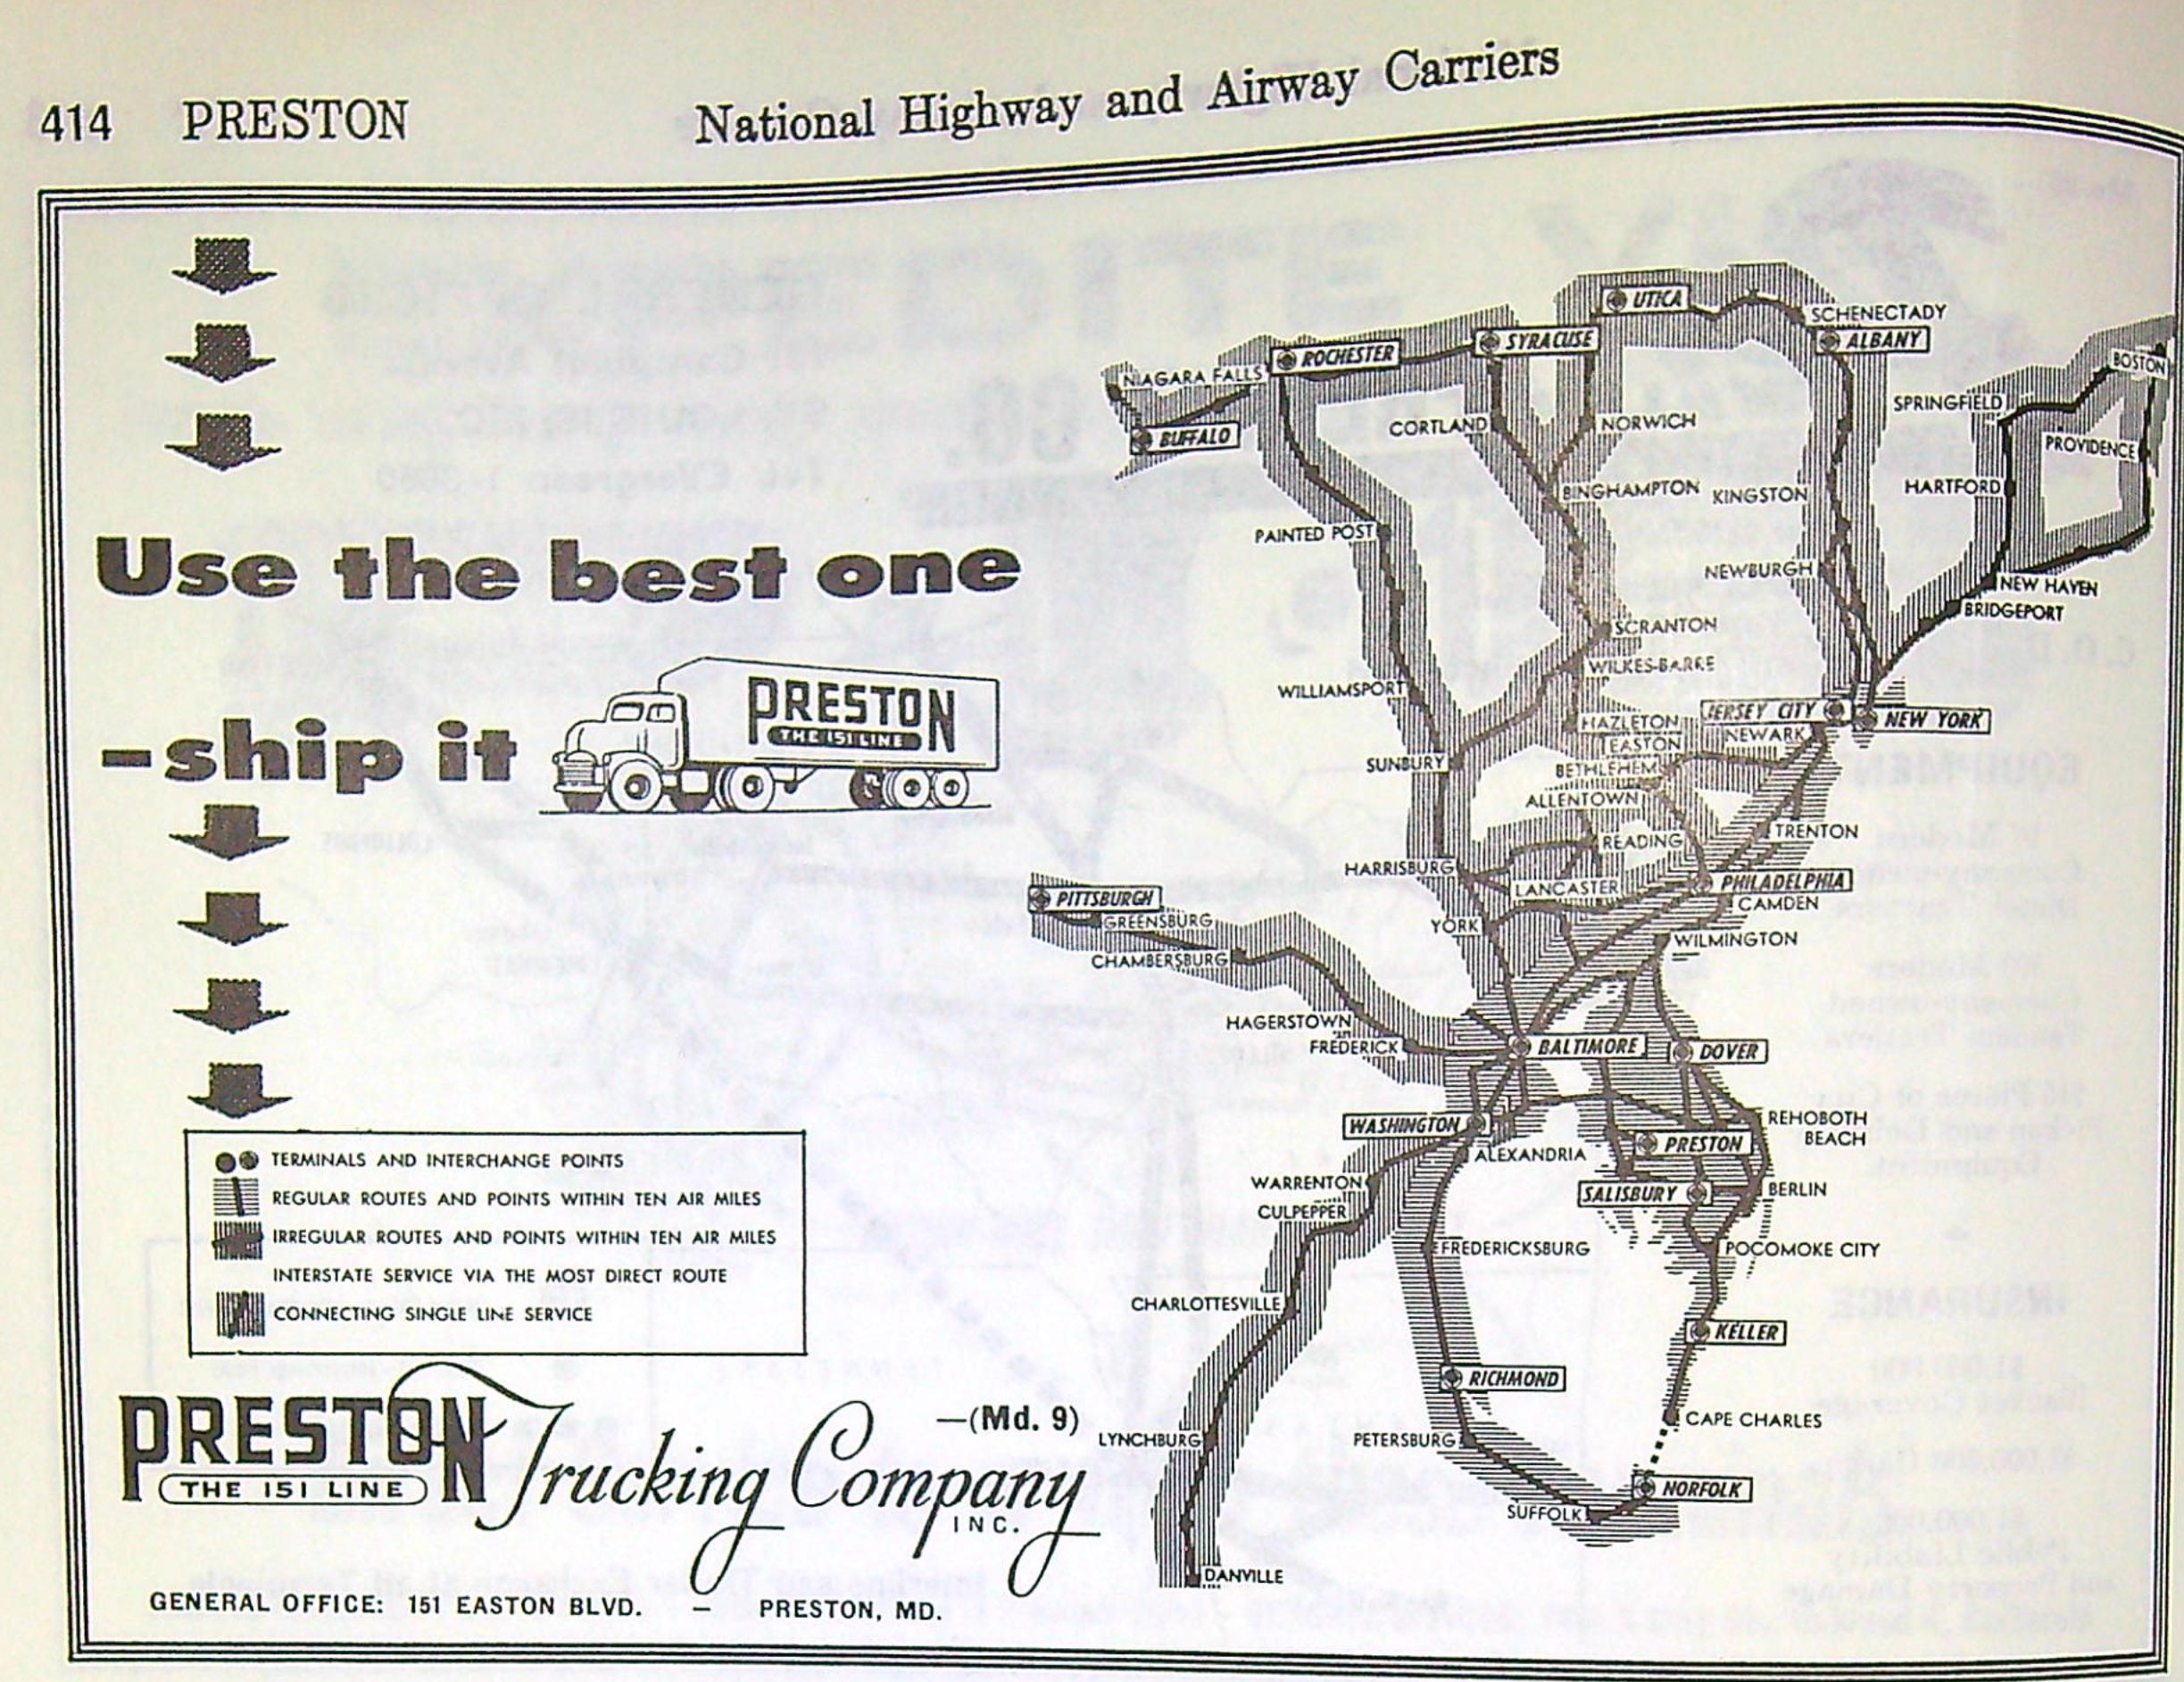 414 PRESTON
National Highway and Airway Carriers
Use the best one
-ship it
PRESTON
THE 151 LINE
TERMINALS AND INTERCHANGE POINTS
REGULAR ROUTES AND POINTS WITHIN TEN AIR MILES
IRREGULAR ROUTES AND POINTS WITHIN TEN AIR MILES
INTERSTATE SERVICE VIA THE MOST DIRECT ROUTE
CONNECTING SINGLE LINE SERVICE
PRESTON Trucking Company
THE 151 LINE
INC.
—(Md. 9)
GENERAL OFFICE: 151 EASTON BLVD. — PRESTON, MD.
UTICA
SCHENECTADY
ALBANY
SYRACUSE
ROCHESTER
NIAGARA FALLS
BUFFALO
BOSTON
SPRINGFIELD
PROVIDENCE
HARTFORD
CORTLAND
NORWICH
BINGHAMPTON
KINGSTON
PAINTED POST
NEWBURGH
NEW HAVEN
BRIDGEPORT
SCRANTON
WILKES-BARRE
WILLIAMSPORT
HAZLETON
JERSEY CITY
NEW YORK
NEWARK
EASTON
SUNBURY
BETHLEHEM
ALLENTOWN
TRENTON
READING
HARRISBURG
LANCASTER
PHILADELPHIA
CAMDEN
PITTSBURGH
GREENSBURG
YORK
WILMINGTON
CHAMBERSBURG
HAGERSTOWN
FREDERICK
BALTIMORE
DOVER
WASHINGTON
REHOBOTH
BEACH
PRESTON
ALEXANDRIA
WARRENTON
SALISBURY
BERLIN
CULPEPPER
FREDERICKSBURG
POCOMOKE CITY
CHARLOTTESVILLE
KELLER
RICHMOND
CAPE CHARLES
LYNCHBURG
PETERSBURG
NORFOLK
SUFFOLK
DANVILLE